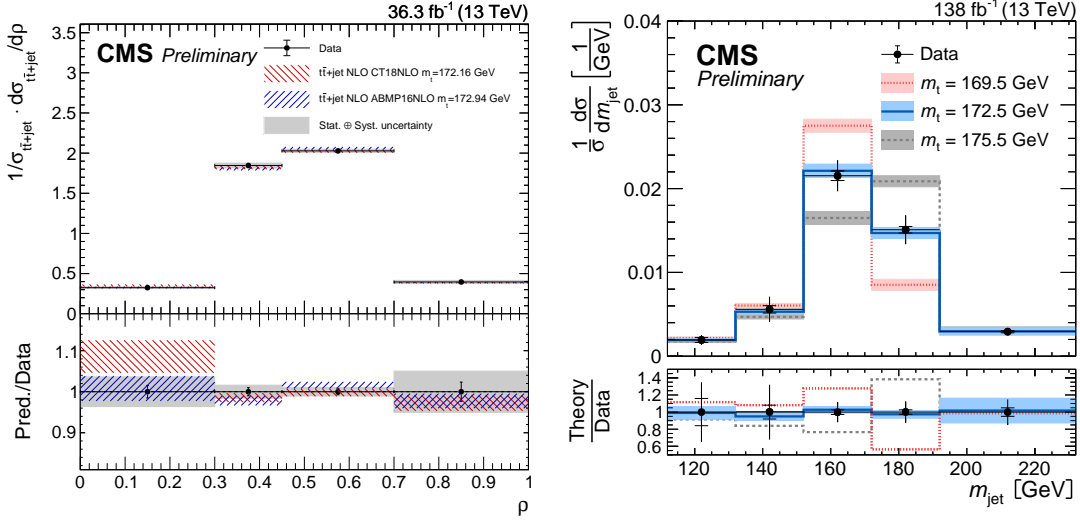 36.3 fb⁻¹ (13 TeV)
CMS Preliminary
1/σ_tt̄+jet · dσ_tt̄+jet/dρ
Data
tt̄+jet NLO CT18NLO m_t=172.16 GeV
tt̄+jet NLO ABMP16NLO m_t=172.94 GeV
Stat. ⊕ Syst. uncertainty
3.5
3
2.5
2
1.5
1
0.5
0
Pred./Data
1.1
1
0.9
0 0.1 0.2 0.3 0.4 0.5 0.6 0.7 0.8 0.9 1
ρ
138 fb⁻¹ (13 TeV)
CMS
Preliminary
1/σ dσ/dm_jet [1/GeV]
Data
m_t = 169.5 GeV
m_t = 172.5 GeV
m_t = 175.5 GeV
0.04
0.03
0.02
0.01
0
Theory
Data
1.4
1.2
1.0
0.8
0.6
120 140 160 180 200 220
m_jet [GeV]